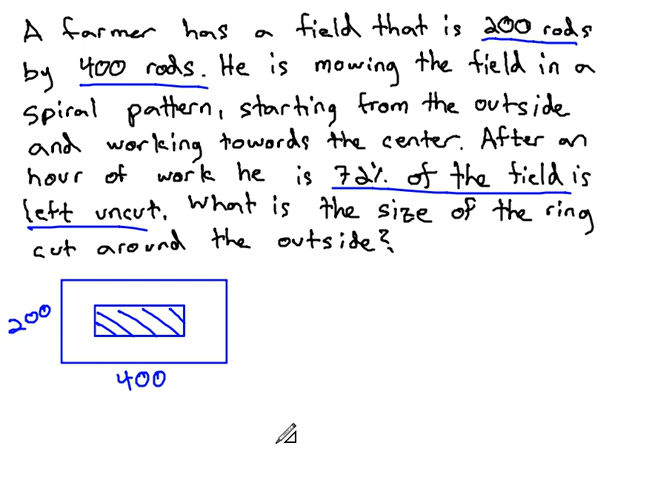 A farmer has a field that is 200 rods
by 400 rods. He is mowing the field in a
spiral pattern, starting from the outside
and working towards the center. After an
hour of work he is 72% of the field is
left uncut. What is the size of the ring
cut around the outside?
200
400